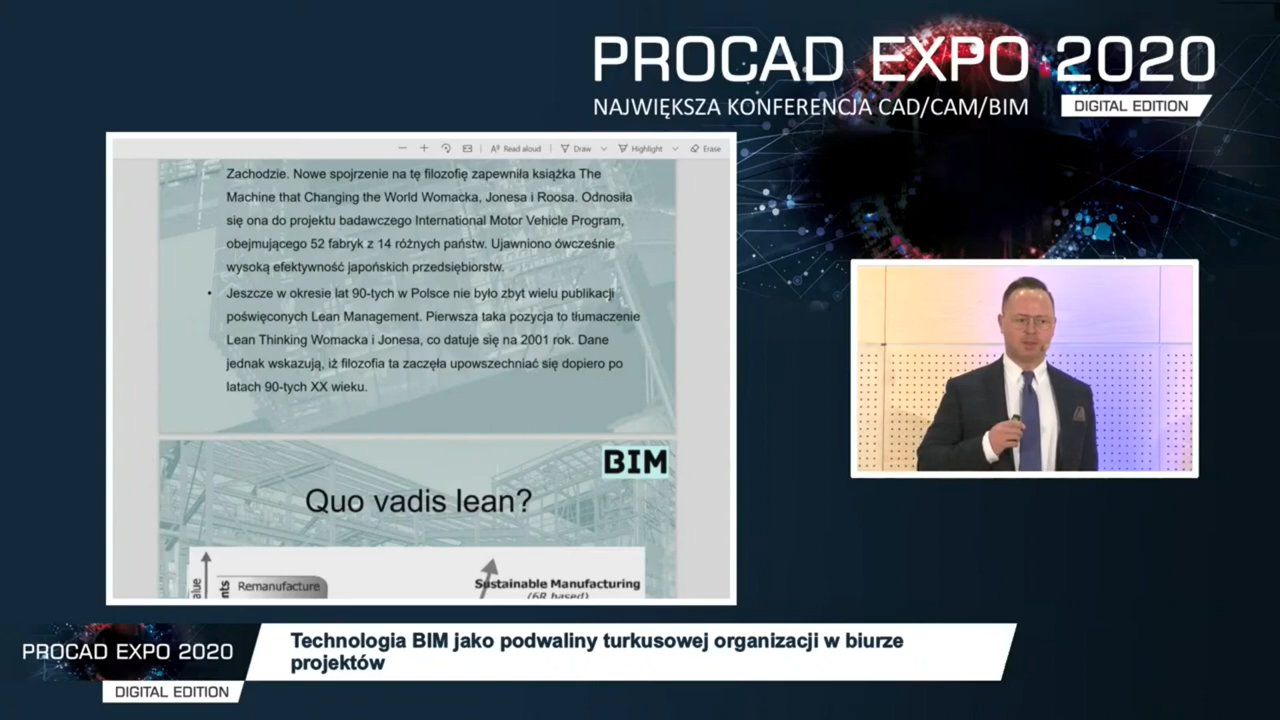 PROCAD EXPO 2020
NAJWIĘKSZA KONFERENCJA CAD/CAM/BIM
DIGITAL EDITION
Read aloud
Draw
Highlight
Erase
Zachodzie. Nowe spojrzenie na tę filozofię zapewniła książka The
Machine that Changing the World Womacka, Jonesa i Roosa. Odnosiła
się ona do projektu badawczego International Motor Vehicle Program,
obejmującego 52 fabryk z 14 różnych państw. Ujawniono ówcześnie
wysoką efektywność japońskich przedsiębiorstw.
• Jeszcze w okresie lat 90-tych w Polsce nie było zbyt wielu publikacji
poświęconych Lean Management. Pierwsza taka pozycja to tłumaczenie
Lean Thinking Womacka i Jonesa, co datuje się na 2001 rok. Dane
jednak wskazują, iż filozofia ta zaczęła upowszechniać się dopiero po
latach 90-tych XX wieku.
BIM
Quo vadis lean?
Remanufacture
Sustainable Manufacturing
(6R based)
Technologia BIM jako podwaliny turkusowej organizacji w biurze
projektów
PROCAD EXPO 2020
DIGITAL EDITION